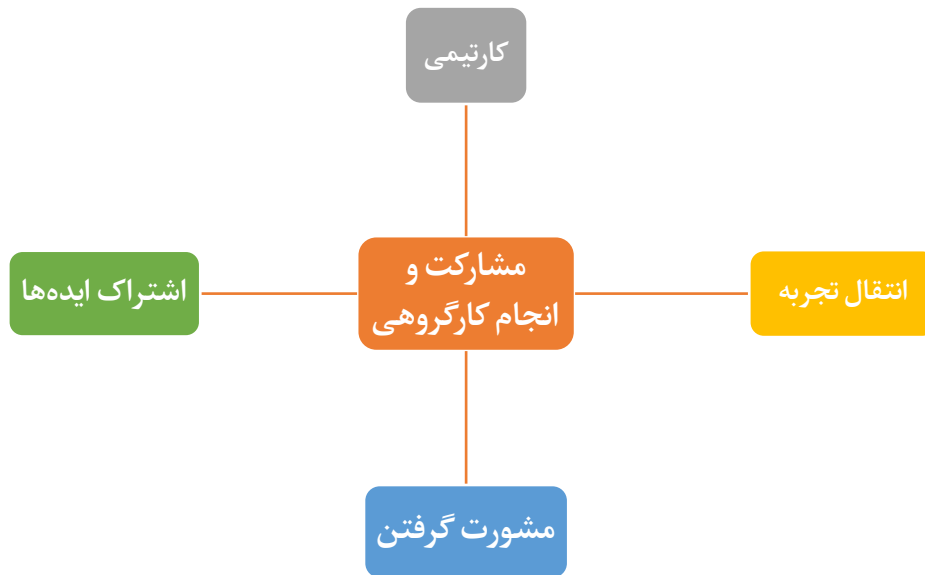 کارتیمی
انتقال تجربه
مشارکت و
انجام کارگروهی
اشتراک ایده‌ها
مشورت گرفتن